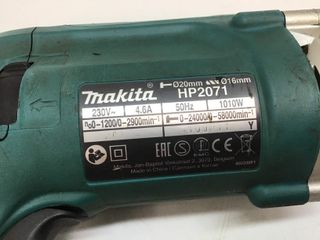 Ø20mm Ø16mm
makita HP2071
230V~ 4.6A 50Hz 1010W
n₀0-1200/0-2900min⁻¹ 0-24000/0-58000min⁻¹
Makita, Jan-Baptist Vinkstraat 2, 3070, Belgium
Made in China